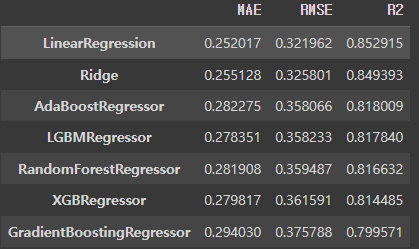 MAE RMSE R2
LinearRegression 0.252017 0.321962 0.852915
Ridge 0.255128 0.325801 0.849393
AdaBoostRegressor 0.282275 0.358066 0.818009
LGBMRegressor 0.278351 0.358233 0.817840
RandomForestRegressor 0.281908 0.359487 0.816632
XGBRegressor 0.279817 0.361591 0.814485
GradientBoostingRegressor 0.294030 0.375788 0.799571